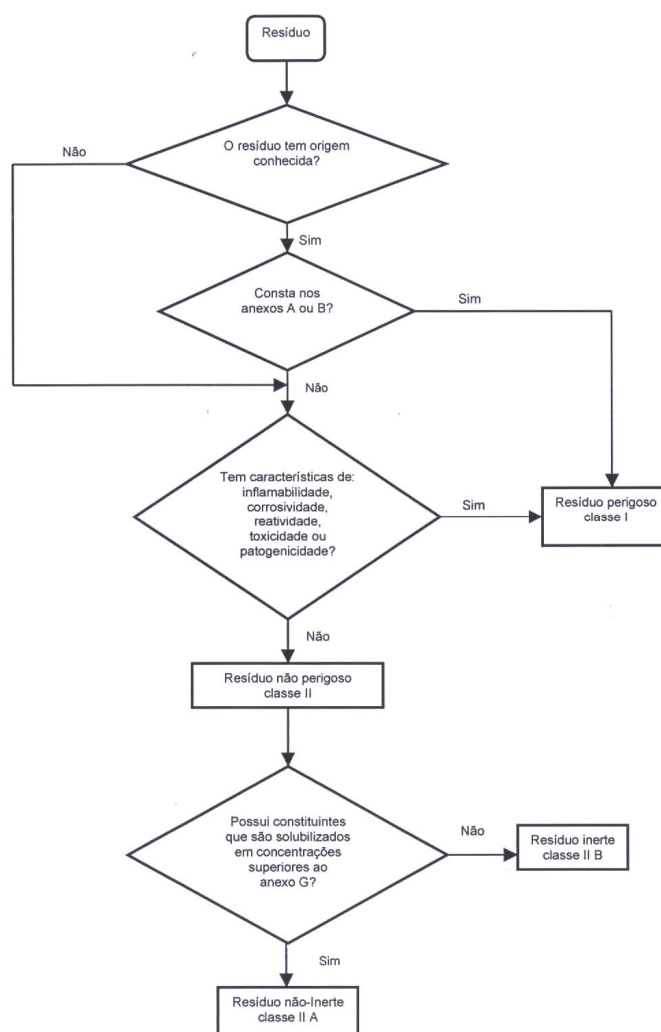 Resíduo
O resíduo tem origem
conhecida?
Não
Sim
Consta nos
anexos A ou B?
Sim
Não
Tem características de:
inflamabilidade,
corrosividade,
reatividade,
toxicidade ou
patogenicidade?
Sim
Resíduo perigoso
classe I
Não
Resíduo não perigoso
classe II
Possui constituintes
que são solubilizados
em concentrações
superiores ao
anexo G?
Não
Resíduo inerte
classe II B
Sim
Resíduo não-Inerte
classe II A